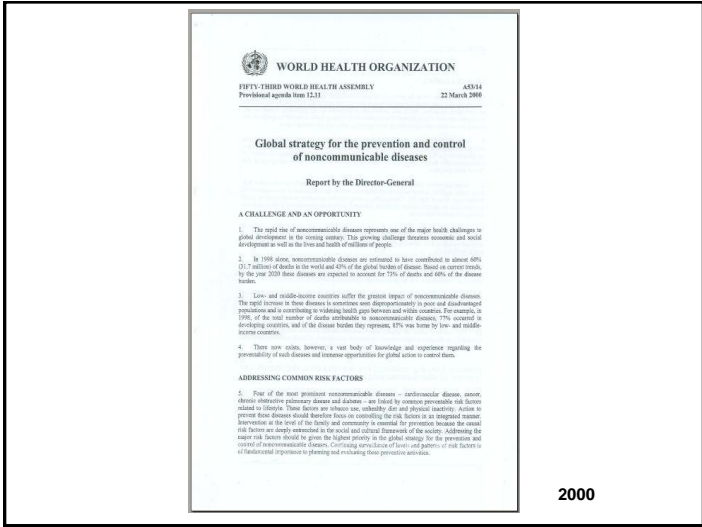 WORLD HEALTH ORGANIZATION
FIFTY-THIRD WORLD HEALTH ASSEMBLY A53/14
Provisional agenda item 12.11 22 March 2000
Global strategy for the prevention and control
of noncommunicable diseases
Report by the Director-General
A CHALLENGE AND AN OPPORTUNITY
1. The rapid rise of noncommunicable diseases represents one of the major health challenges to
global development in the coming century. This growing challenge threatens economic and social
development as well as the lives and health of millions of people.
2. In 1998 alone, noncommunicable diseases are estimated to have contributed to almost 60%
(31.7 million) of deaths in the world and 43% of the global burden of disease. Based on current trends,
by the year 2020 these diseases are expected to account for 73% of deaths and 60% of the disease
burden.
3. Low- and middle-income countries suffer the greatest impact of noncommunicable diseases.
The rapid increase in these diseases is sometimes seen disproportionately in poor and disadvantaged
populations and is contributing to widening health gaps between and within countries. For example, in
1998, of the total number of deaths attributable to noncommunicable diseases, 77% occurred in
developing countries, and of the disease burden they represent, 85% was borne by low- and middle-
income countries.
4. There now exists, however, a vast body of knowledge and experience regarding the
preventability of such diseases and immense opportunities for global action to control them.
ADDRESSING COMMON RISK FACTORS
5. Four of the most prominent noncommunicable diseases – cardiovascular disease, cancer,
chronic obstructive pulmonary disease and diabetes – are linked by common preventable risk factors
related to lifestyle. These factors are tobacco use, unhealthy diet and physical inactivity. Action to
prevent these diseases should therefore focus on controlling the risk factors in an integrated manner.
Intervention at the level of the family and community is essential for prevention because the causal
risk factors are deeply entrenched in the social and cultural framework of the society. Addressing the
major risk factors should be given the highest priority in the global strategy for the prevention and
control of noncommunicable diseases. Continuing surveillance of levels and patterns of risk factors is
of fundamental importance to planning and evaluating these preventive activities.
2000